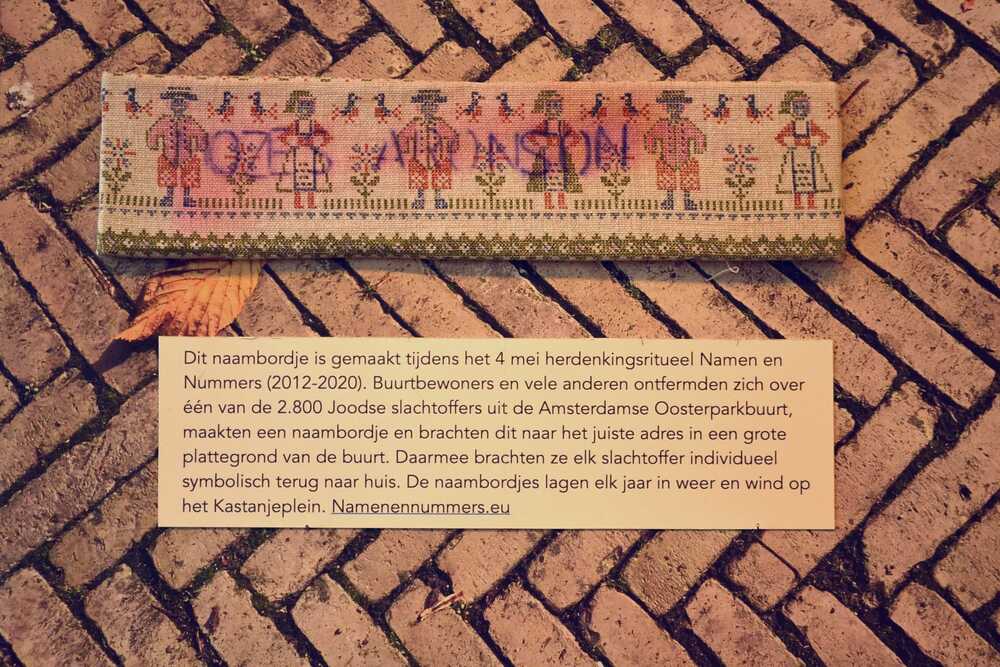 Dit naambordje is gemaakt tijdens het 4 mei herdenkingsritueel Namen en
Nummers (2012-2020). Buurtbewoners en vele anderen ontfermden zich over
één van de 2.800 Joodse slachtoffers uit de Amsterdamse Oosterparkbuurt,
maakten een naambordje en brachten dit naar het juiste adres in een grote
plattegrond van de buurt. Daarmee brachten ze elk slachtoffer individueel
symbolisch terug naar huis. De naambordjes lagen elk jaar in weer en wind op
het Kastanjeplein. Namenennummers.eu